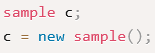 sample c;
c = new sample();